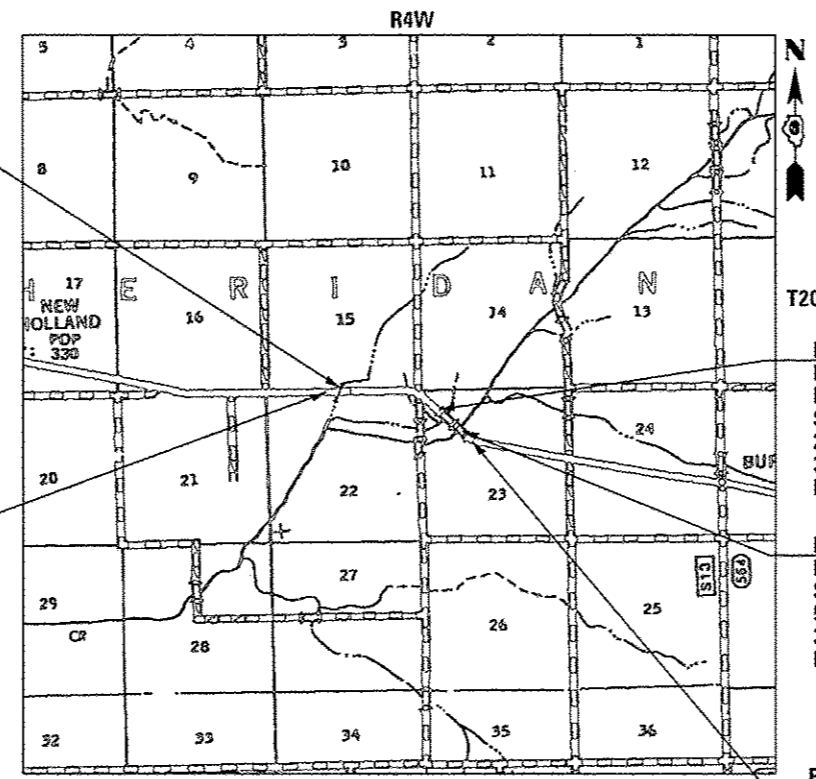 R4W
5 4 3 2 1
N
8 9 10 11 12
17 H E R I D A N
NEW 16 15 14 13
HOLLAND
POP
330
T20
20 21 22 23 24
BUF
29 28 27 26 25
S13 564
CR
32 33 34 35 36